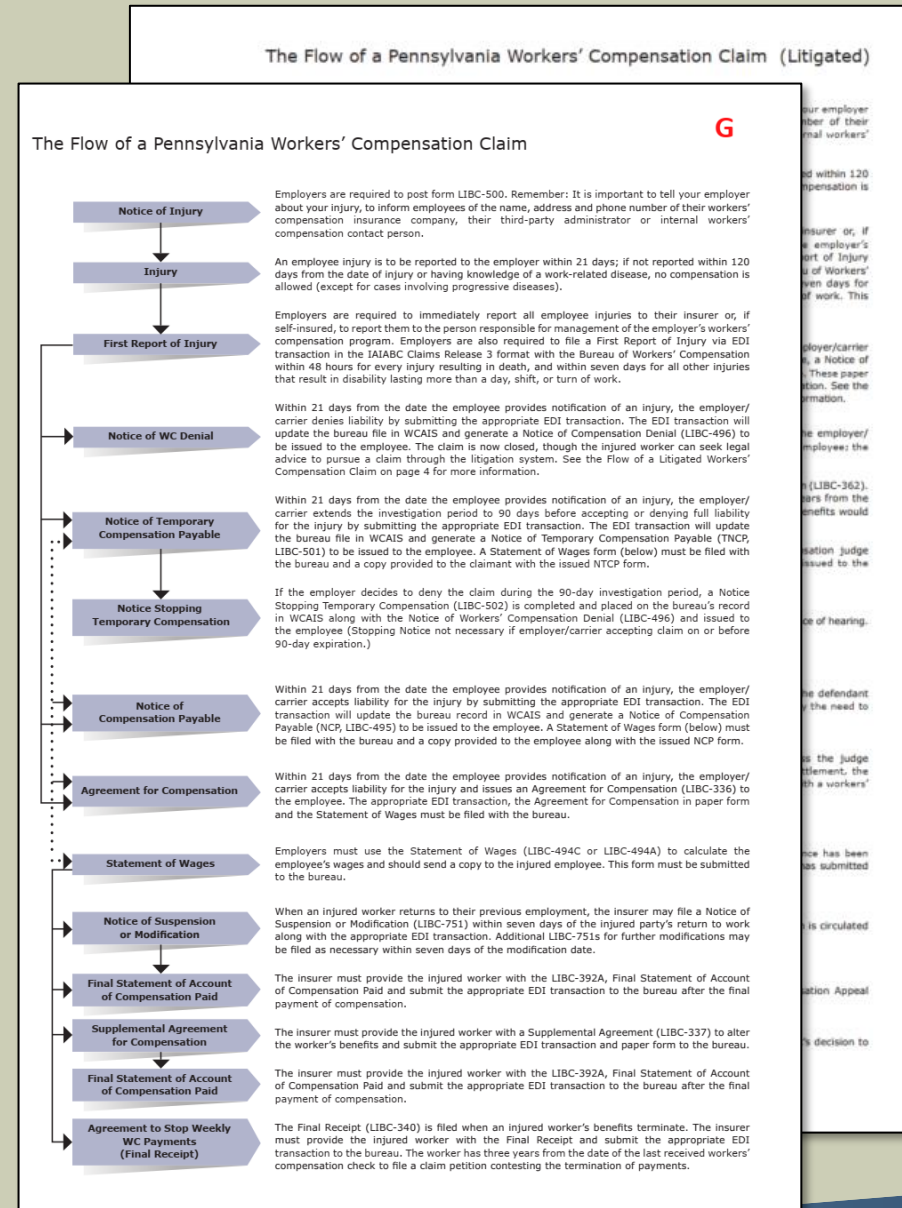 The Flow of a Pennsylvania Workers’ Compensation Claim (Litigated)
G
The Flow of a Pennsylvania Workers’ Compensation Claim
Notice of Injury
Employers are required to post form LIBC-500. Remember: It is important to tell your employer
about your injury, to inform employees of the name, address and phone number of their workers’
compensation insurance company, their third-party administrator or internal workers’
compensation contact person.
Injury
An employee injury is to be reported to the employer within 21 days; if not reported within 120
days from the date of injury or having knowledge of a work-related disease, no compensation is
allowed (except for cases involving progressive diseases).
First Report of Injury
Employers are required to immediately report all employee injuries to their insurer or, if
self-insured, to report them to the person responsible for management of the employer’s workers’
compensation program. Employers are also required to file a First Report of Injury via EDI
transaction in the IAIABC Claims Release 3 format with the Bureau of Workers’ Compensation
within 48 hours for every injury resulting in death, and within seven days for all other injuries
that result in disability lasting more than a day, shift, or turn of work.
Notice of WC Denial
Within 21 days from the date the employee provides notification of an injury, the employer/
carrier denies liability by submitting the appropriate EDI transaction. The EDI transaction will
update the bureau file in WCAIS and generate a Notice of Compensation Denial (LIBC-496) to
be issued to the employee. The claim is now closed, though the injured worker can seek legal
advice to pursue a claim through the litigation system. See the Flow of a Litigated Workers’
Compensation Claim on page 4 for more information.
Notice of Temporary
Compensation Payable
Within 21 days from the date the employee provides notification of an injury, the employer/
carrier extends the investigation period to 90 days before accepting or denying full liability
for the injury by submitting the appropriate EDI transaction. The EDI transaction will update
the bureau file in WCAIS and generate a Notice of Temporary Compensation Payable (TNCP,
LIBC-501) to be issued to the employee. A Statement of Wages form (below) must be filed with
the bureau and a copy provided to the claimant with the issued NTCP form.
Notice Stopping
Temporary Compensation
If the employer decides to deny the claim during the 90-day investigation period, a Notice
Stopping Temporary Compensation (LIBC-502) is completed and placed on the bureau’s record
in WCAIS along with the Notice of Workers’ Compensation Denial (LIBC-496) and issued to
the employee (Stopping Notice not necessary if employer/carrier accepting claim on or before
90-day expiration.)
Notice of
Compensation Payable
Within 21 days from the date the employee provides notification of an injury, the employer/
carrier accepts liability for the injury by submitting the appropriate EDI transaction. The EDI
transaction will update the bureau record in WCAIS and generate a Notice of Compensation
Payable (NCP, LIBC-495) to be issued to the employee. A Statement of Wages form (below) must
be filed with the bureau and a copy provided to the employee along with the issued NCP form.
Agreement for Compensation
Within 21 days from the date the employee provides notification of an injury, the employer/
carrier accepts liability for the injury and issues an Agreement for Compensation (LIBC-336) to
the employee. The appropriate EDI transaction, the Agreement for Compensation in paper form
and the Statement of Wages must be filed with the bureau.
Statement of Wages
Employers must use the Statement of Wages (LIBC-494C or LIBC-494A) to calculate the
employee’s wages and should send a copy to the injured employee. This form must be submitted
to the bureau.
Notice of Suspension
or Modification
When an injured worker returns to their previous employment, the insurer may file a Notice of
Suspension or Modification (LIBC-751) within seven days of the injured party’s return to work
along with the appropriate EDI transaction. Additional LIBC-751s for further modifications may
be filed as necessary within seven days of the modification date.
Final Statement of Account
of Compensation Paid
The insurer must provide the injured worker with the LIBC-392A, Final Statement of Account
of Compensation Paid and submit the appropriate EDI transaction to the bureau after the final
payment of compensation.
Supplemental Agreement
for Compensation
The insurer must provide the injured worker with a Supplemental Agreement (LIBC-337) to alter
the worker’s benefits and submit the appropriate EDI transaction and paper form to the bureau.
Final Statement of Account
of Compensation Paid
The insurer must provide the injured worker with the LIBC-392A, Final Statement of Account
of Compensation Paid and submit the appropriate EDI transaction to the bureau after the final
payment of compensation.
Agreement to Stop Weekly
WC Payments
(Final Receipt)
The Final Receipt (LIBC-340) is filed when an injured worker’s benefits terminate. The insurer
must provide the injured worker with the Final Receipt and submit the appropriate EDI
transaction to the bureau. The worker has three years from the date of the last received workers’
compensation check to file a claim petition contesting the termination of payments.